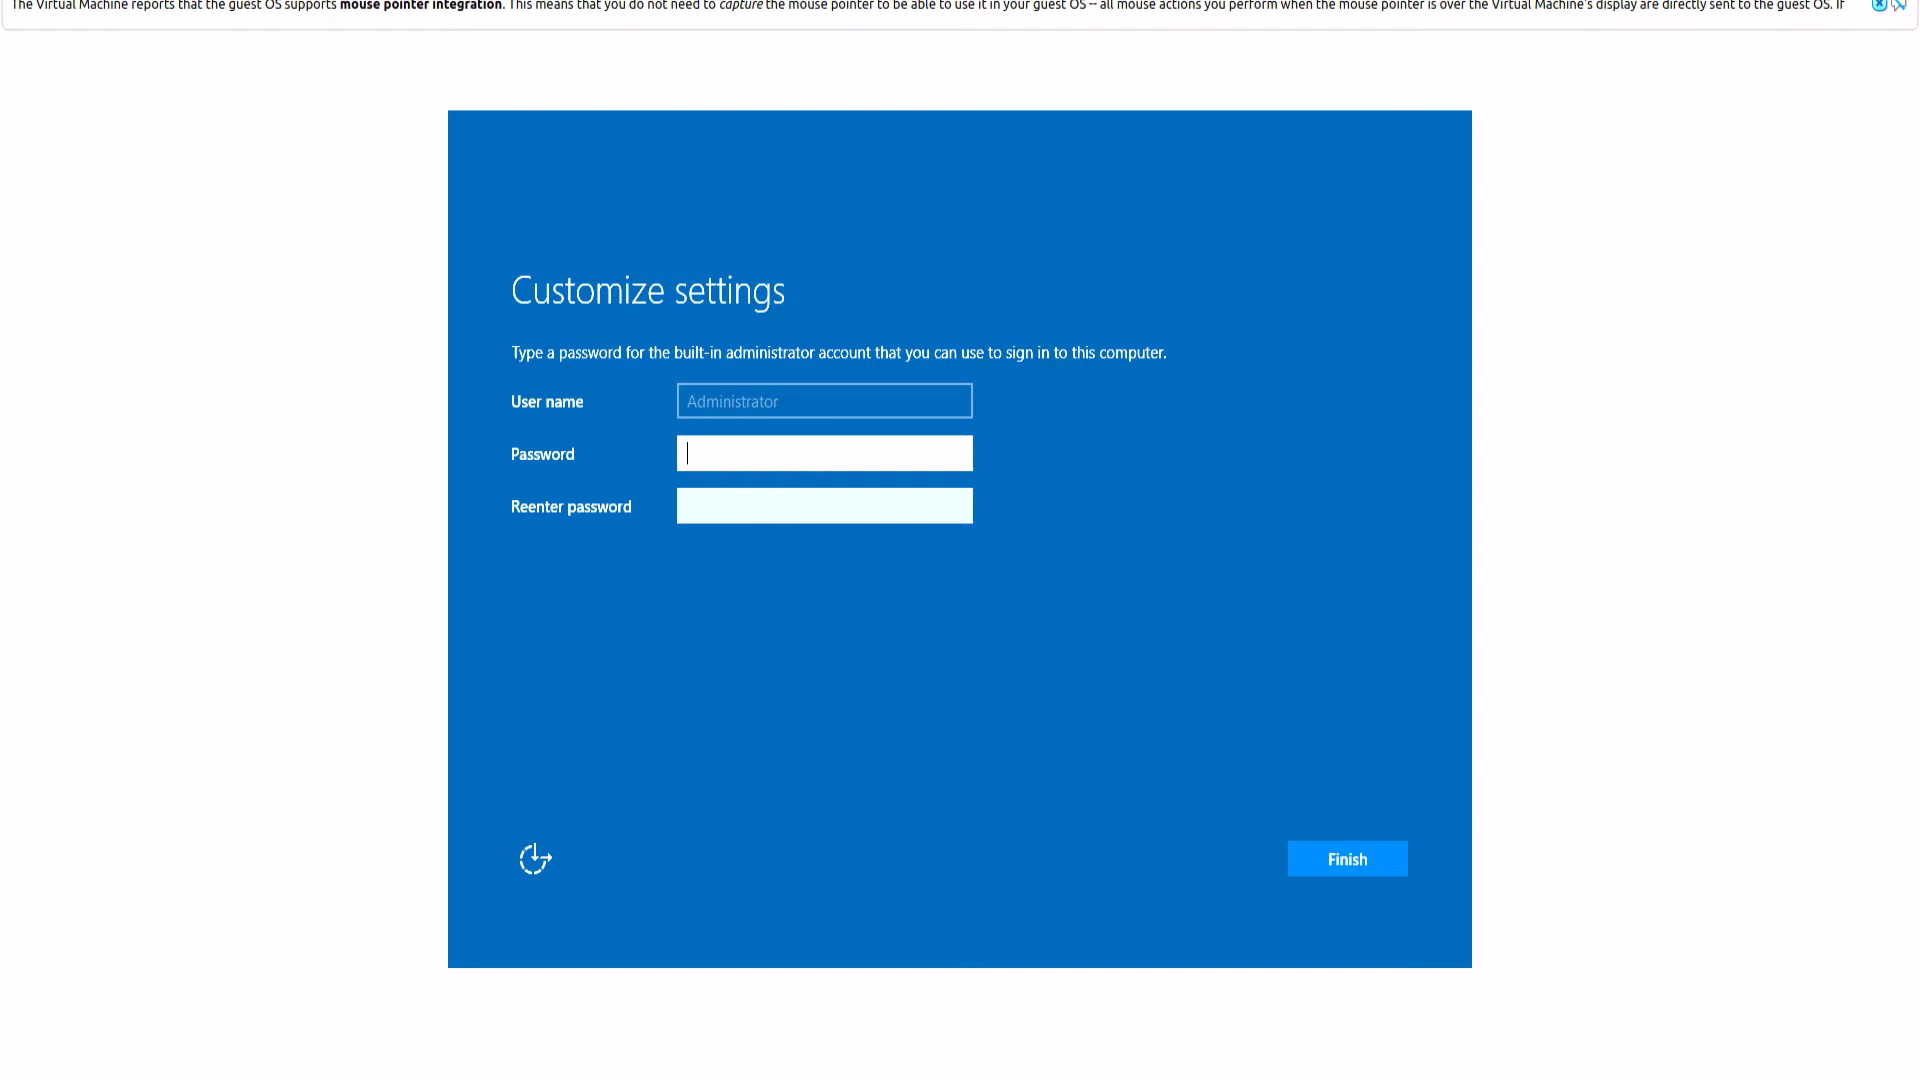 The Virtual Machine reports that the guest OS supports mouse pointer integration. This means that you do not need to capture the mouse pointer to be able to use it in your guest OS -- all mouse actions you perform when the mouse pointer is over the Virtual Machine's display are directly sent to the guest OS. If
Customize settings
Type a password for the built-in administrator account that you can use to sign in to this computer.
User name
Administrator
Password
Reenter password
Finish